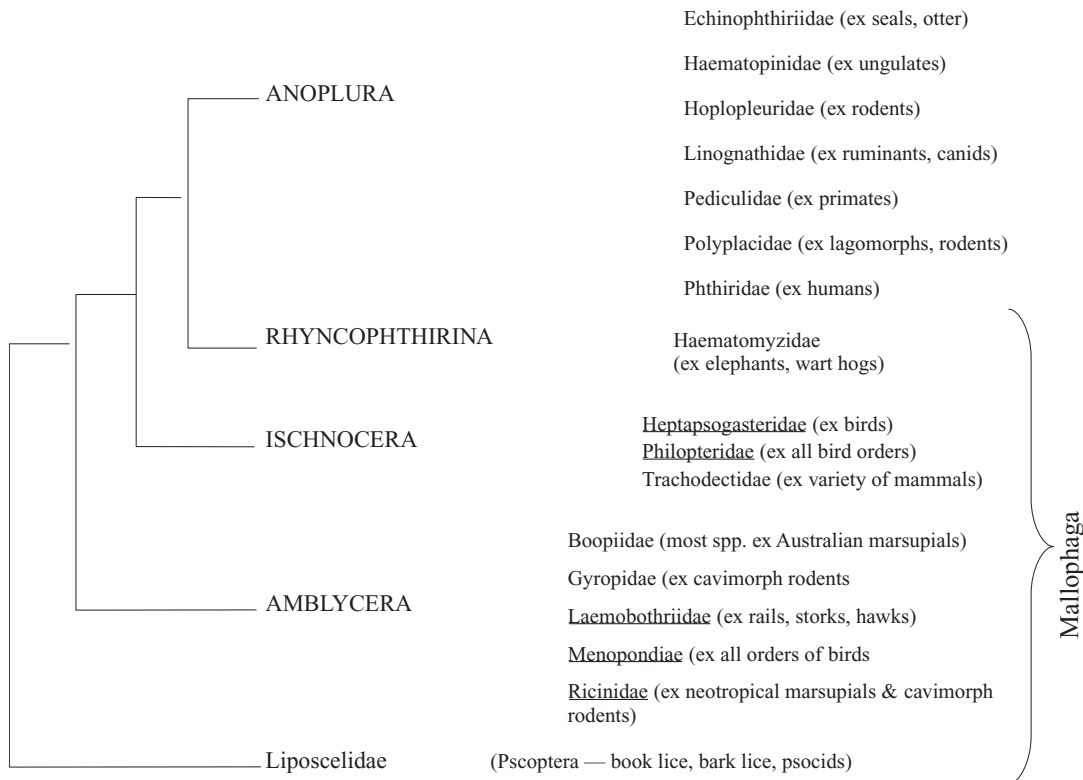 Echinophthiriidae (ex seals, otter)
Haematopinidae (ex ungulates)
ANOPLURA
Hoplopleuridae (ex rodents)
Linognathidae (ex ruminants, canids)
Pediculidae (ex primates)
Polyplacidae (ex lagomorphs, rodents)
Phthiridae (ex humans)
RHYNCOPHTHIRINA
Haematomyzidae
(ex elephants, wart hogs)
ISCHNOCERA
Heptapsogasteridae (ex birds)
Philopteridae (ex all bird orders)
Trachodectidae (ex variety of mammals)
Boopiidae (most spp. ex Australian marsupials)
Gyropidae (ex cavimorph rodents
AMBLYCERA
Laemobothriidae (ex rails, storks, hawks)
Menopondiae (ex all orders of birds
Ricinidae (ex neotropical marsupials & cavimorph
rodents)
Mallophaga
Liposcelidae
(Pscoptera — book lice, bark lice, psocids)